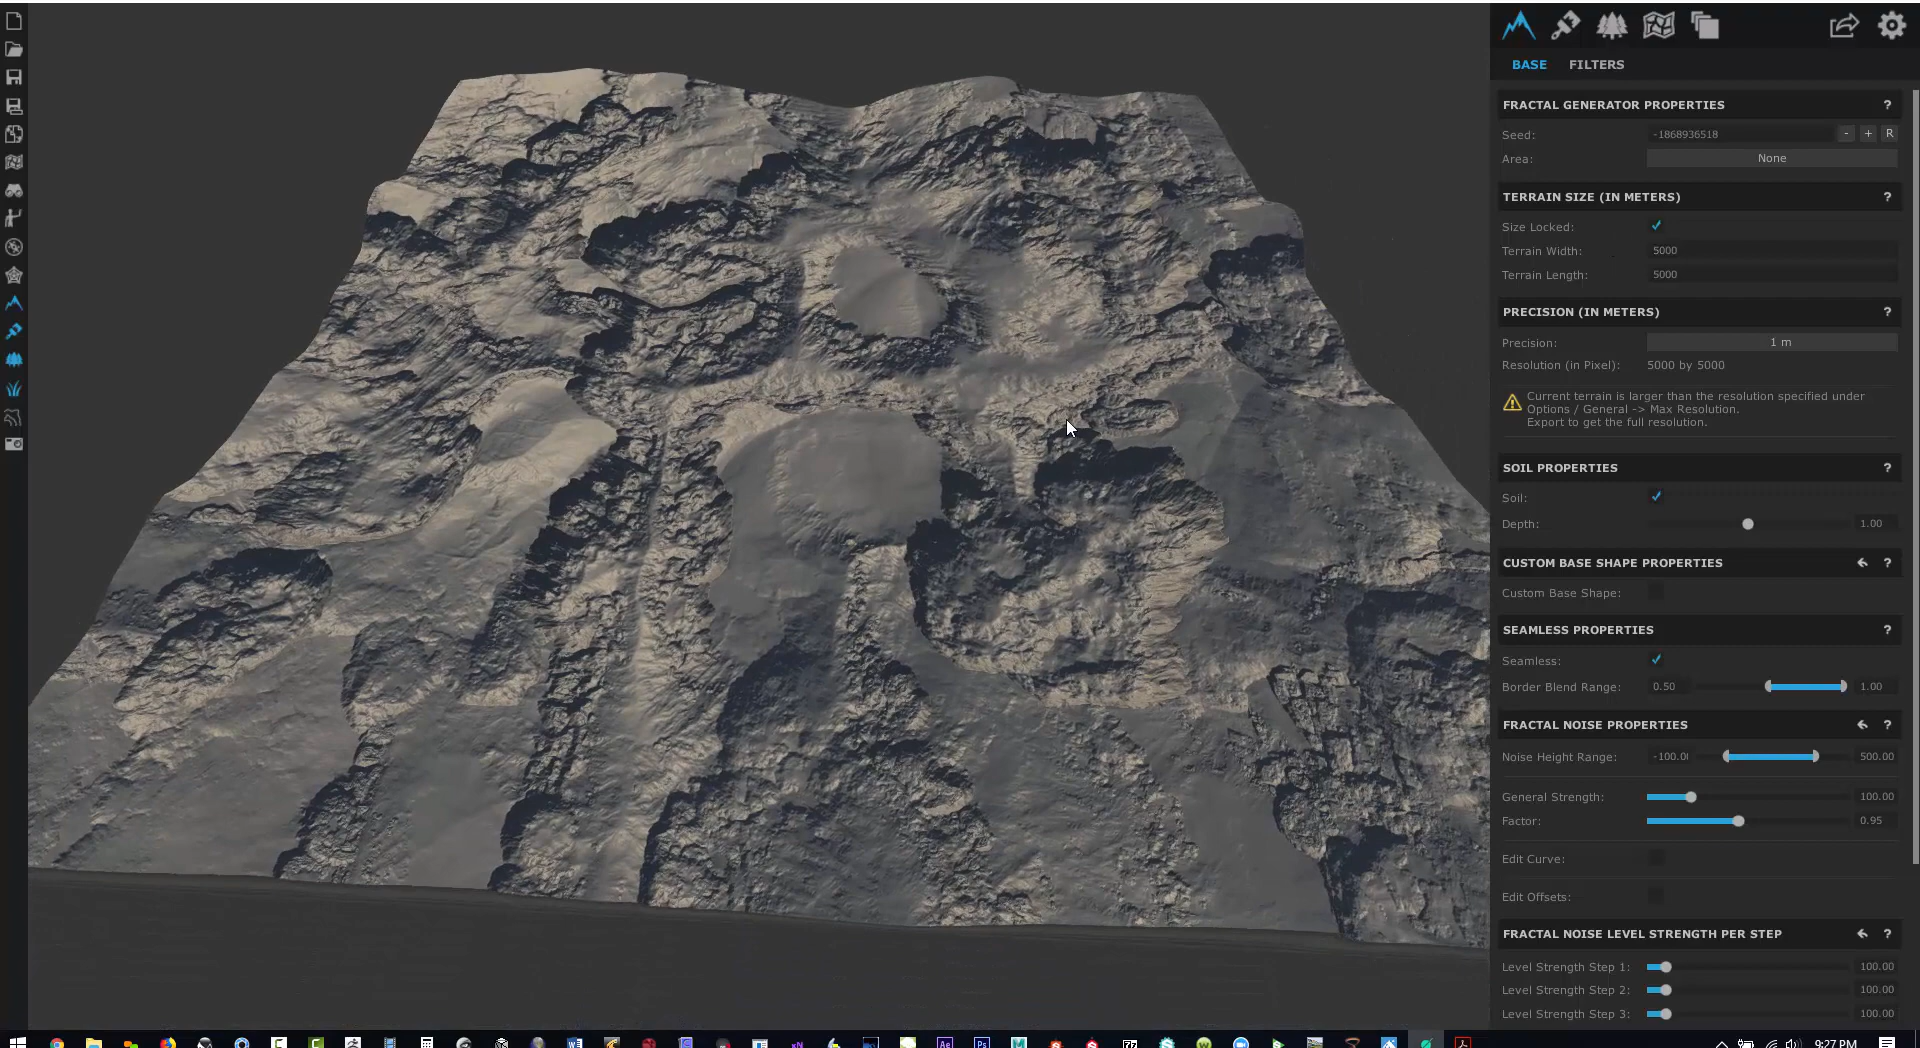 BASE FILTERS
FRACTAL GENERATOR PROPERTIES ?
Seed: -1868936518 - + R
Area: None
TERRAIN SIZE (IN METERS) ?
Size Locked:
Terrain Width: 5000
Terrain Length: 5000
PRECISION (IN METERS) ?
Precision: 1 m
Resolution (in Pixel): 5000 by 5000
Current terrain is larger than the resolution specified under
Options / General -> Max Resolution.
Export to get the full resolution.
SOIL PROPERTIES ?
Soil:
Depth: 1.00
CUSTOM BASE SHAPE PROPERTIES ?
Custom Base Shape:
SEAMLESS PROPERTIES ?
Seamless:
Border Blend Range: 0.50 1.00
FRACTAL NOISE PROPERTIES ?
Noise Height Range: -100.0 500.00
General Strength: 100.00
Factor: 0.95
Edit Curve:
Edit Offsets:
FRACTAL NOISE LEVEL STRENGTH PER STEP ?
Level Strength Step 1: 100.00
Level Strength Step 2: 100.00
Level Strength Step 3: 100.00
Ae Ps M
9:27 PM